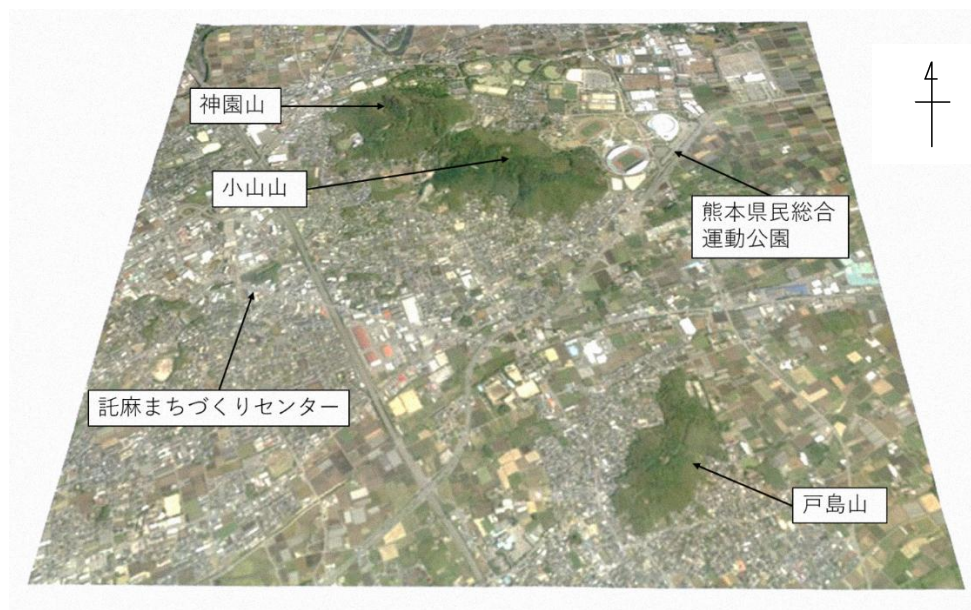 神園山
小山山
熊本県民総合
運動公園
託麻まちづくりセンター
戸島山